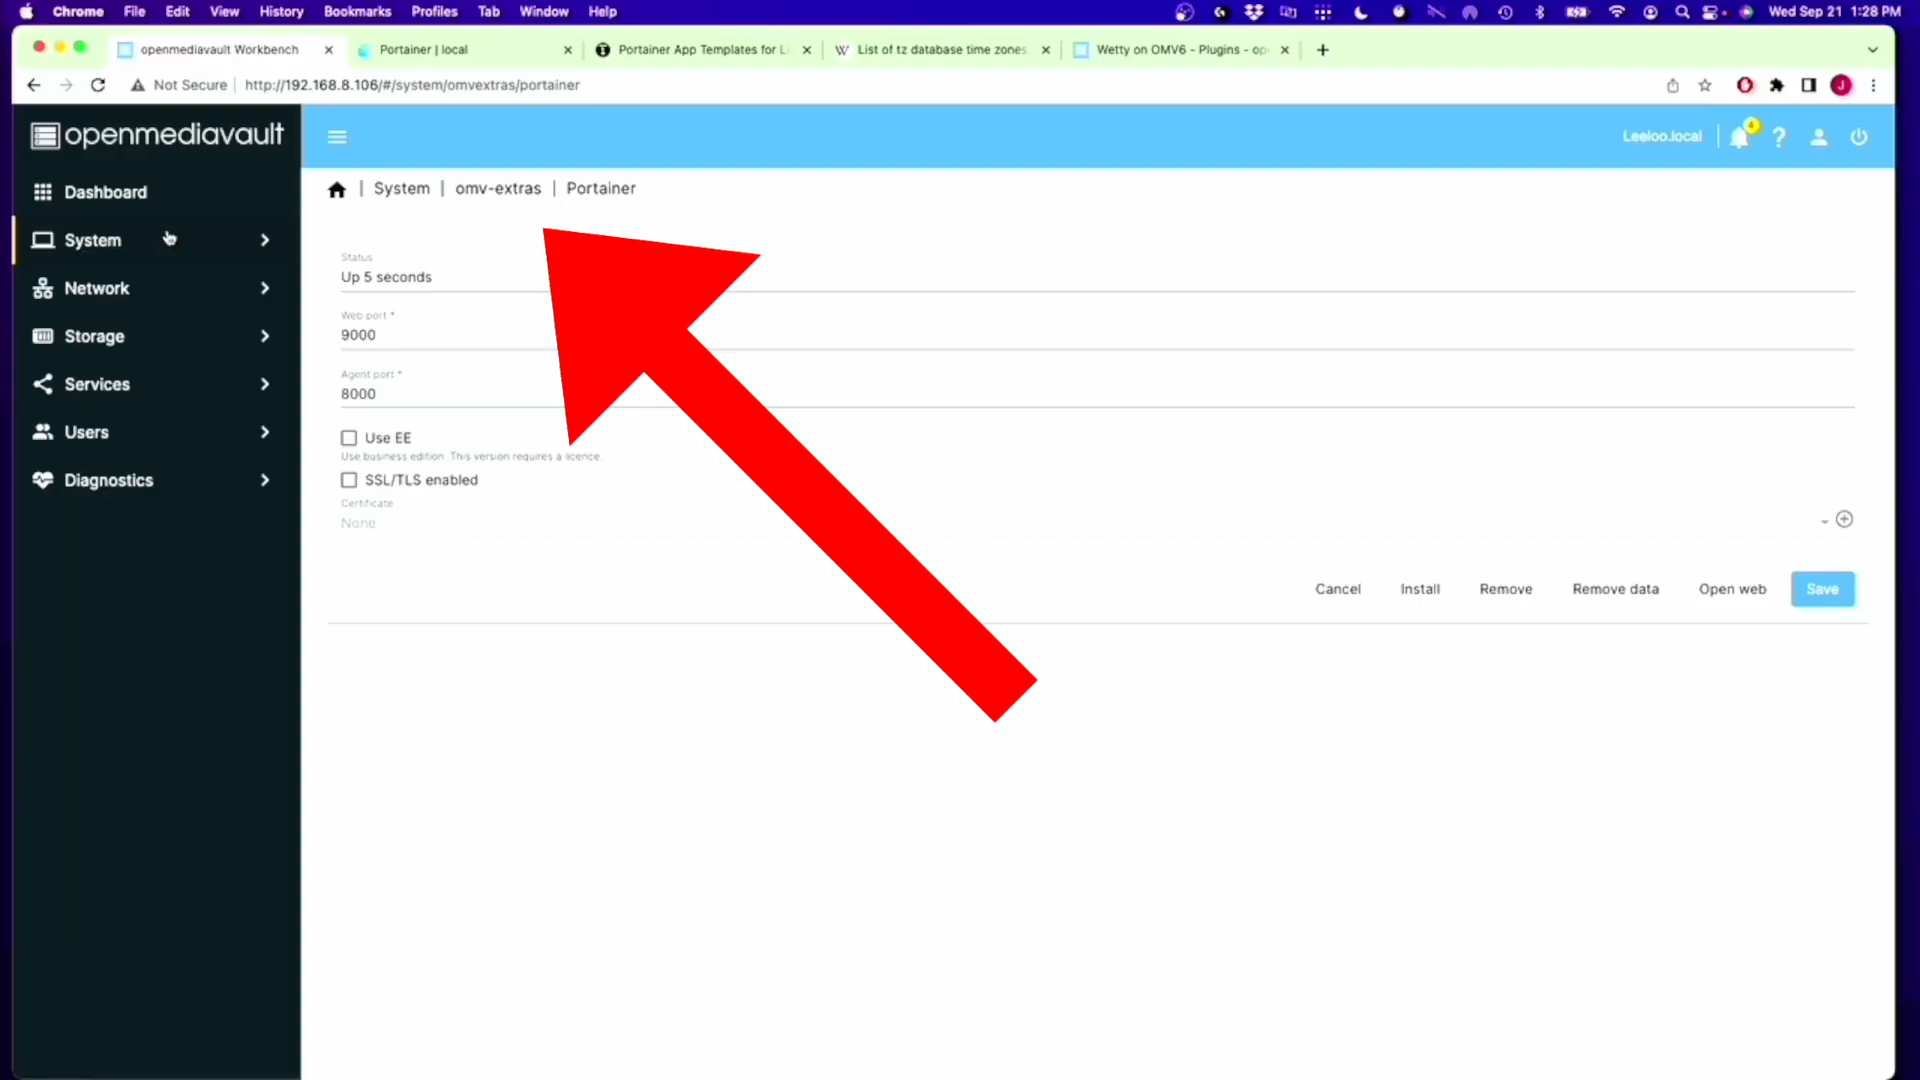 Chrome File Edit View History Bookmarks Profiles Tab Window Help Wed Sep 21 1:28 PM
openmediavault Workbench Portainer | local Portainer App Templates for L List of tz database time zones Wetty on OMV6 - Plugins - op
Not Secure http://192.168.8.106/#/system/omvextras/portainer
openmediavault
Leeloo.local 4
Dashboard
System
Network
Storage
Services
Users
Diagnostics
System | omv-extras | Portainer
Status
Up 5 seconds
Web port *
9000
Agent port *
8000
Use EE
Use business edition. This version requires a licence.
SSL/TLS enabled
Certificate
None
Cancel Install Remove Remove data Open web Save